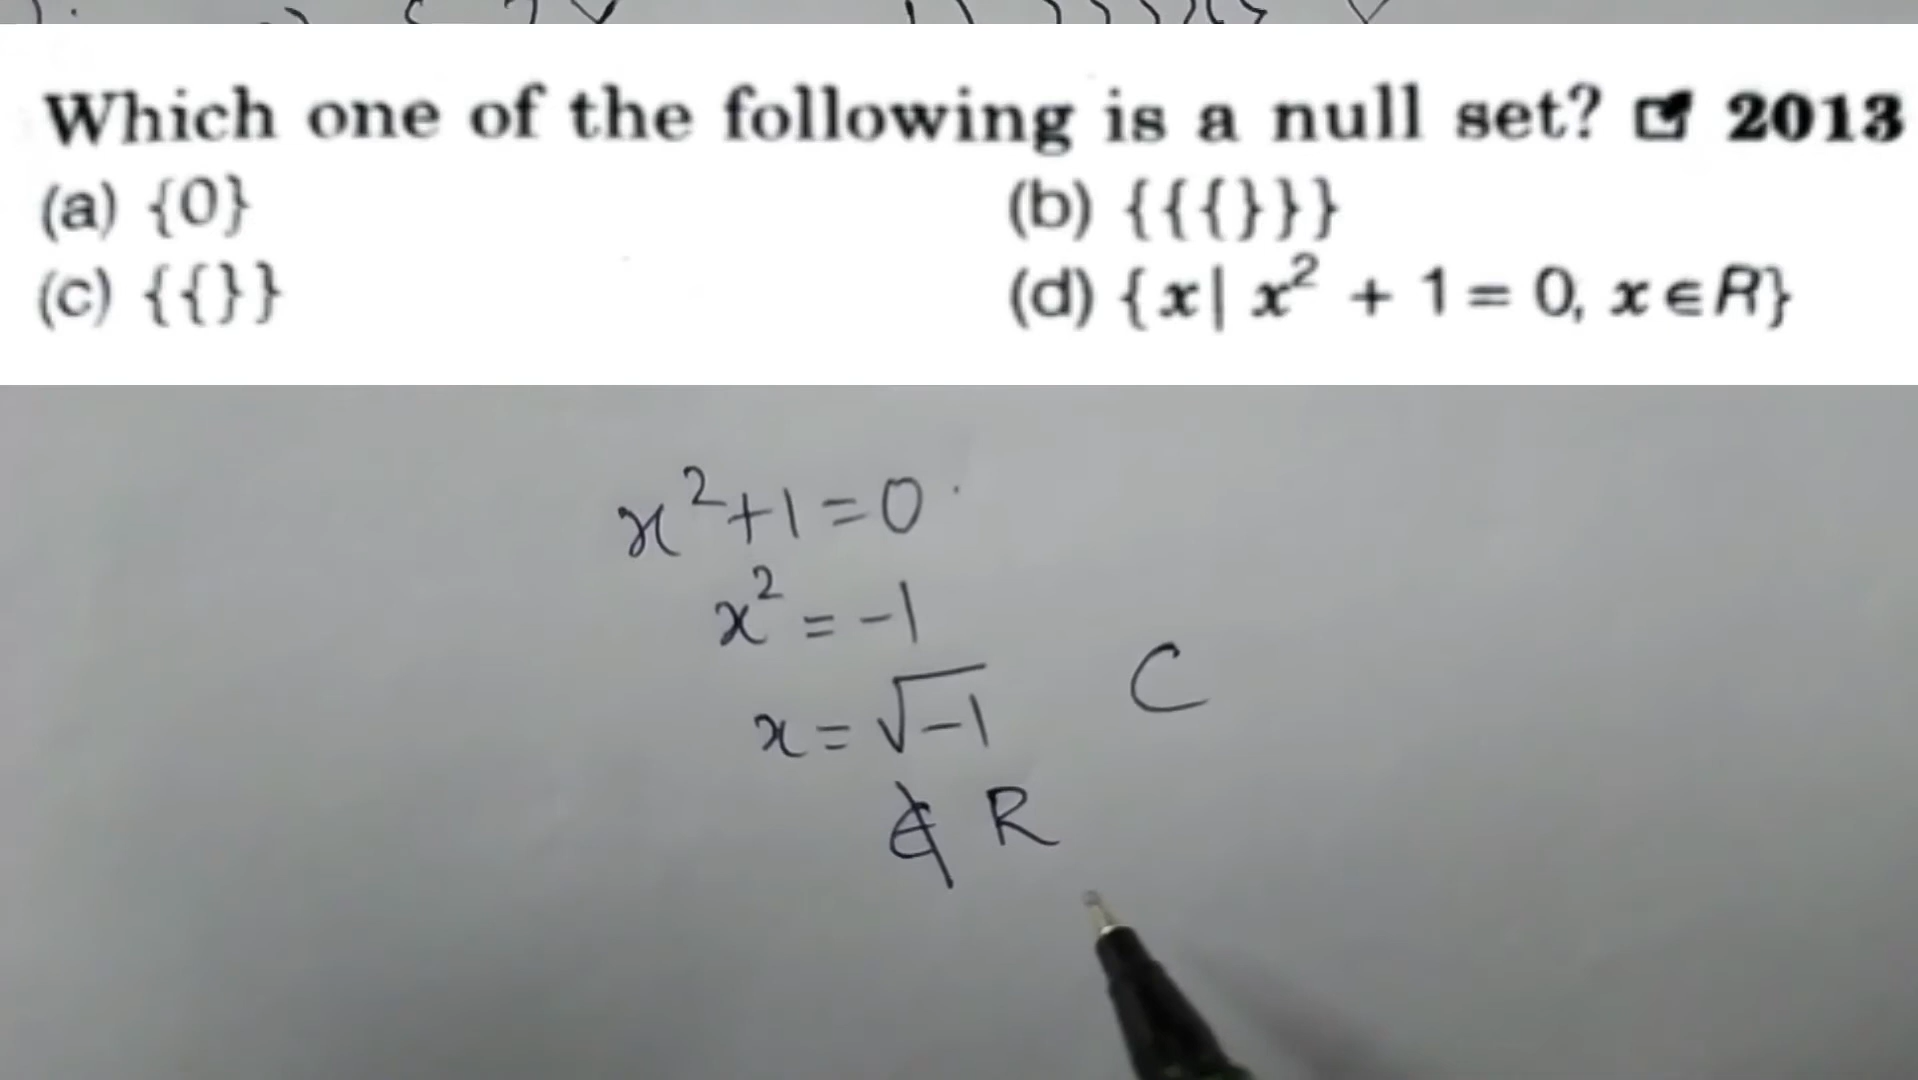 Which one of the following is a null set? 2013
(a) {0} (b) {{{}}}
(c) {{}} (d) {x| x² + 1 = 0, x ∈ R}
x²+1=0
x² = -1
x = √-1 C
∉ R